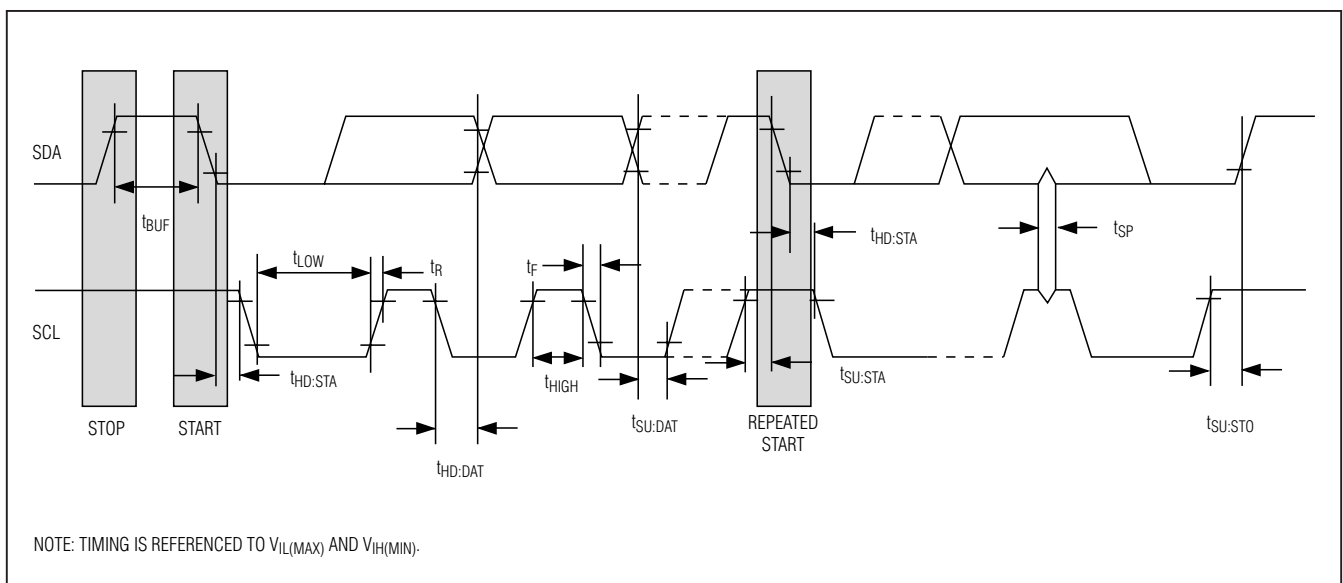 SDA
tBUF
tHD:STA
tSP
tLOW
tR
tF
SCL
tHD:STA
tHIGH
tSU:STA
STOP
START
tSU:DAT
REPEATED
START
tSU:STO
tHD:DAT
NOTE: TIMING IS REFERENCED TO VIL(MAX) AND VIH(MIN).